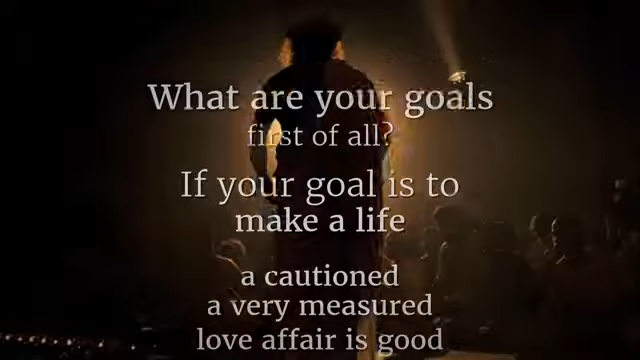 What are your goals
first of all?
If your goal is to
make a life
a cautioned
a very measured
love affair is good